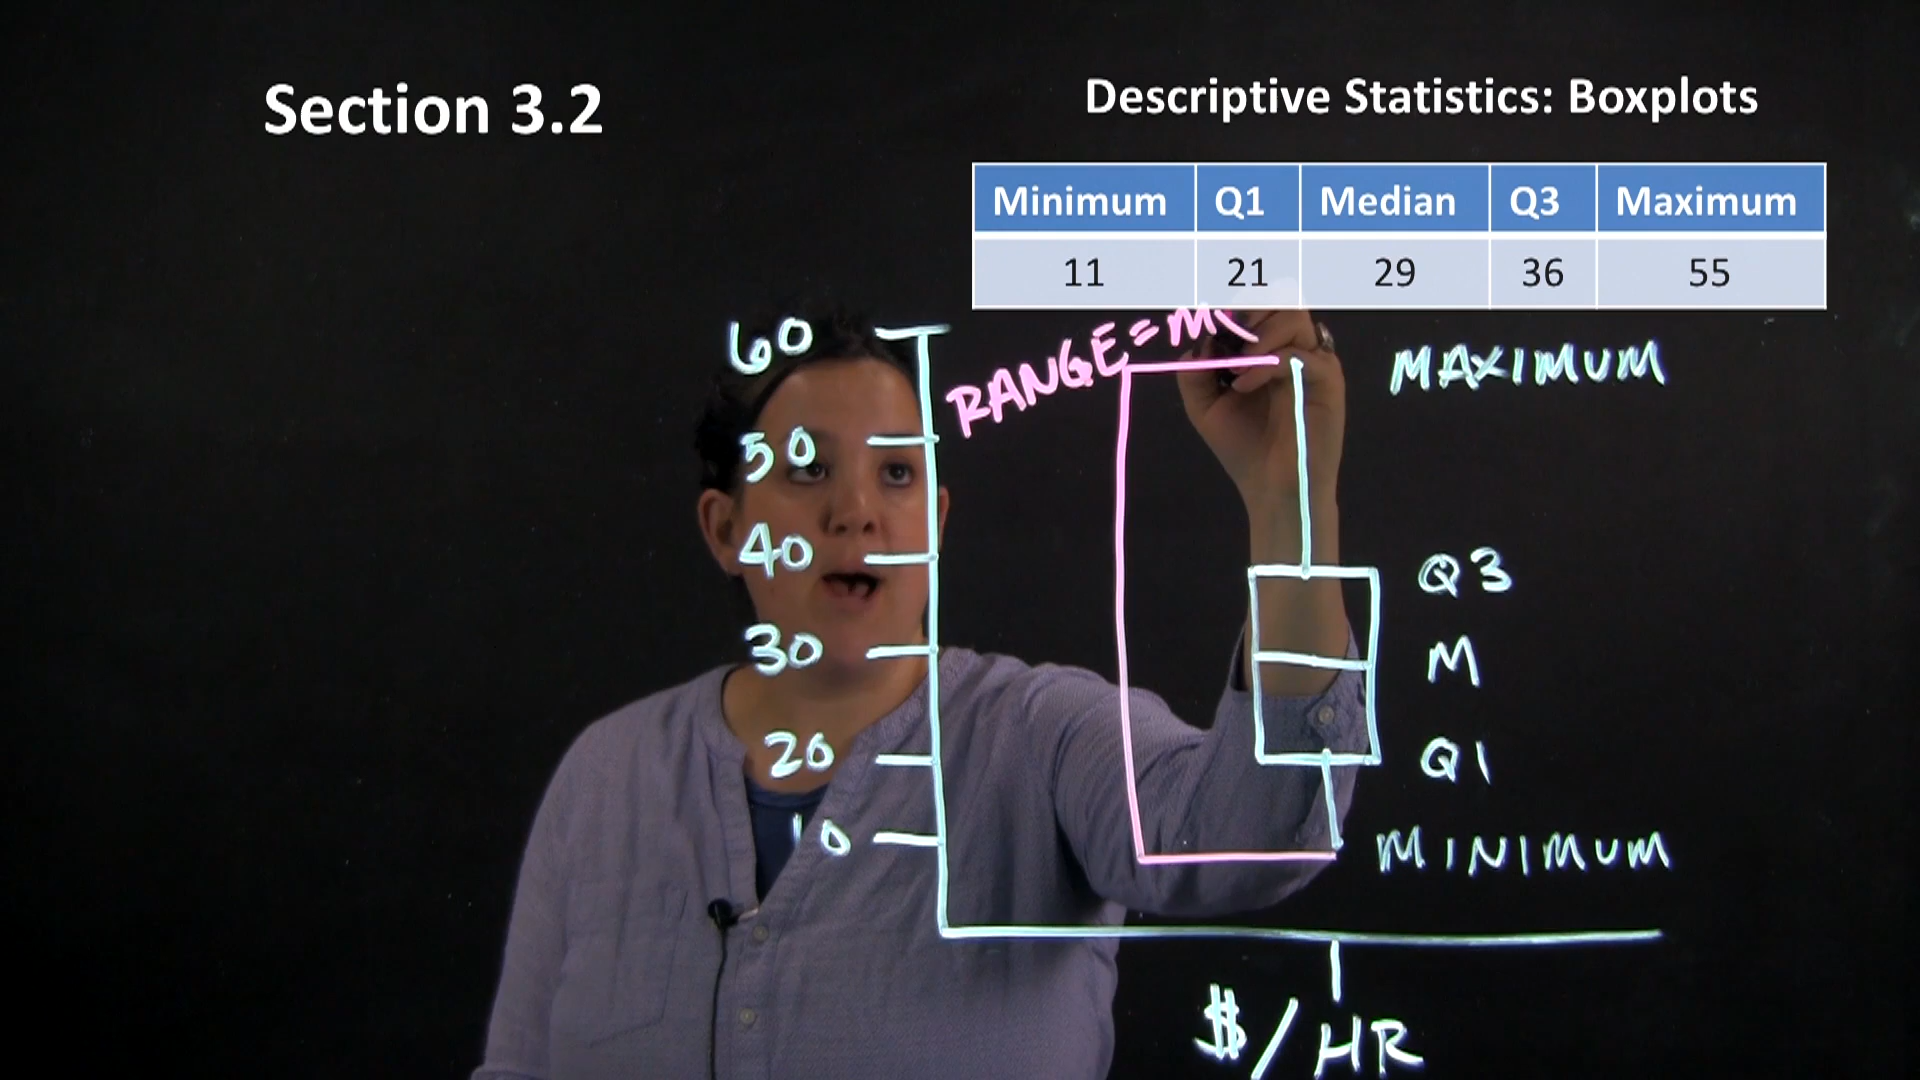 Section 3.2
Descriptive Statistics: Boxplots
Minimum Q1 Median Q3 Maximum
11 21 29 36 55
60
50
40
30
20
10
RANGE = M
MAXIMUM
Q3
M
Q1
MINIMUM
$/HR